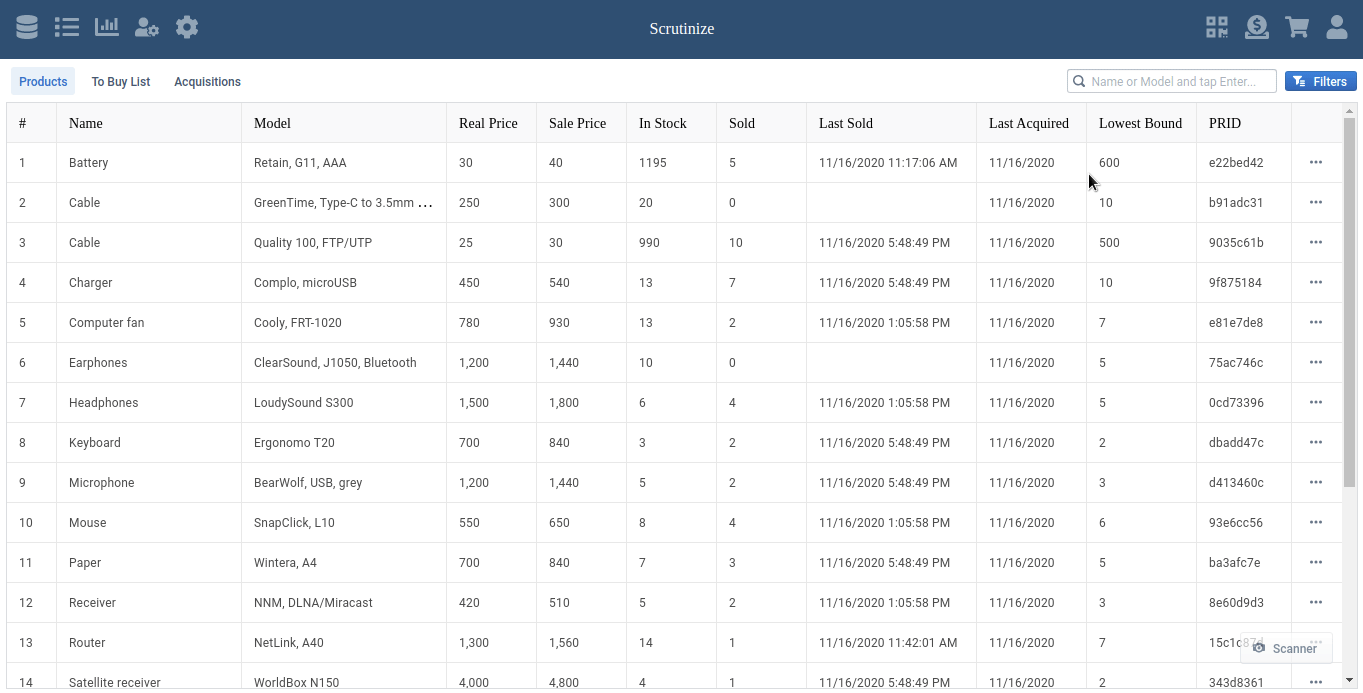 Scrutinize
Products To Buy List Acquisitions Name or Model and tap Enter... Filters
# Name Model Real Price Sale Price In Stock Sold Last Sold Last Acquired Lowest Bound PRID
1 Battery Retain, G11, AAA 30 40 1195 5 11/16/2020 11:17:06 AM 11/16/2020 600 e22bed42 •••
2 Cable GreenTime, Type-C to 3.5mm ... 250 300 20 0 11/16/2020 10 b91adc31 •••
3 Cable Quality 100, FTP/UTP 25 30 990 10 11/16/2020 5:48:49 PM 11/16/2020 500 9035c61b •••
4 Charger Complo, microUSB 450 540 13 7 11/16/2020 5:48:49 PM 11/16/2020 10 9f875184 •••
5 Computer fan Cooly, FRT-1020 780 930 13 2 11/16/2020 1:05:58 PM 11/16/2020 7 e81e7de8 •••
6 Earphones ClearSound, J1050, Bluetooth 1,200 1,440 10 0 11/16/2020 5 75ac746c •••
7 Headphones LoudySound S300 1,500 1,800 6 4 11/16/2020 1:05:58 PM 11/16/2020 5 0cd73396 •••
8 Keyboard Ergonomo T20 700 840 3 2 11/16/2020 5:48:49 PM 11/16/2020 2 dbadd47c •••
9 Microphone BearWolf, USB, grey 1,200 1,440 5 2 11/16/2020 5:48:49 PM 11/16/2020 3 d413460c •••
10 Mouse SnapClick, L10 550 650 8 4 11/16/2020 1:05:58 PM 11/16/2020 6 93e6cc56 •••
11 Paper Wintera, A4 700 840 7 3 11/16/2020 5:48:49 PM 11/16/2020 5 ba3afc7e •••
12 Receiver NNM, DLNA/Miracast 420 510 5 2 11/16/2020 1:05:58 PM 11/16/2020 3 8e60d9d3 •••
13 Router NetLink, A40 1,300 1,560 14 1 11/16/2020 11:42:01 AM 11/16/2020 7
Scanner
14 Satellite receiver WorldBox N150 4,000 4,800 4 1 11/16/2020 5:48:49 PM 11/16/2020 2 343d8361 •••